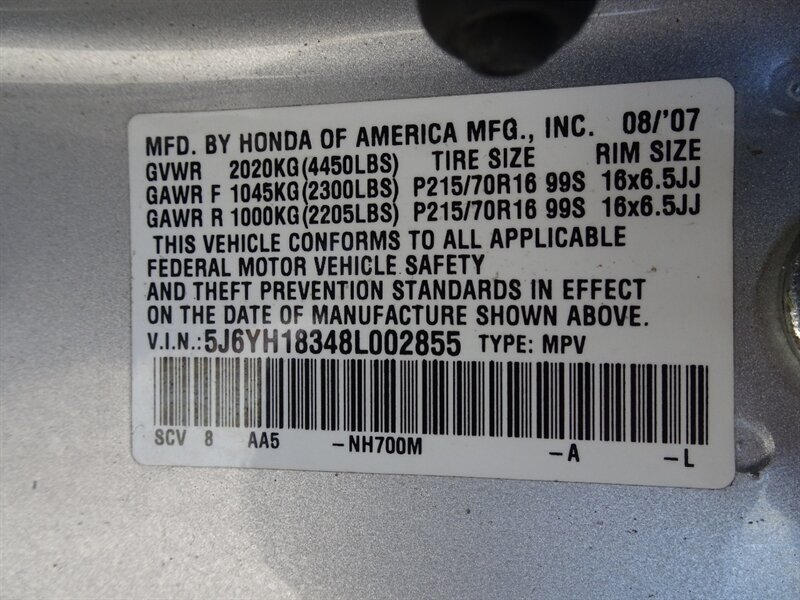 MFD. BY HONDA OF AMERICA MFG., INC. 08/'07
GVWR 2020KG(4450LBS) TIRE SIZE RIM SIZE
GAWR F 1045KG(2300LBS) P215/70R16 99S 16x6.5JJ
GAWR R 1000KG(2205LBS) P215/70R16 99S 16x6.5JJ
THIS VEHICLE CONFORMS TO ALL APPLICABLE
FEDERAL MOTOR VEHICLE SAFETY
AND THEFT PREVENTION STANDARDS IN EFFECT
ON THE DATE OF MANUFACTURE SHOWN ABOVE.
V.I.N.:5J6YH18348L002855 TYPE: MPV
SCV 8 AA5 -NH700M -A -L